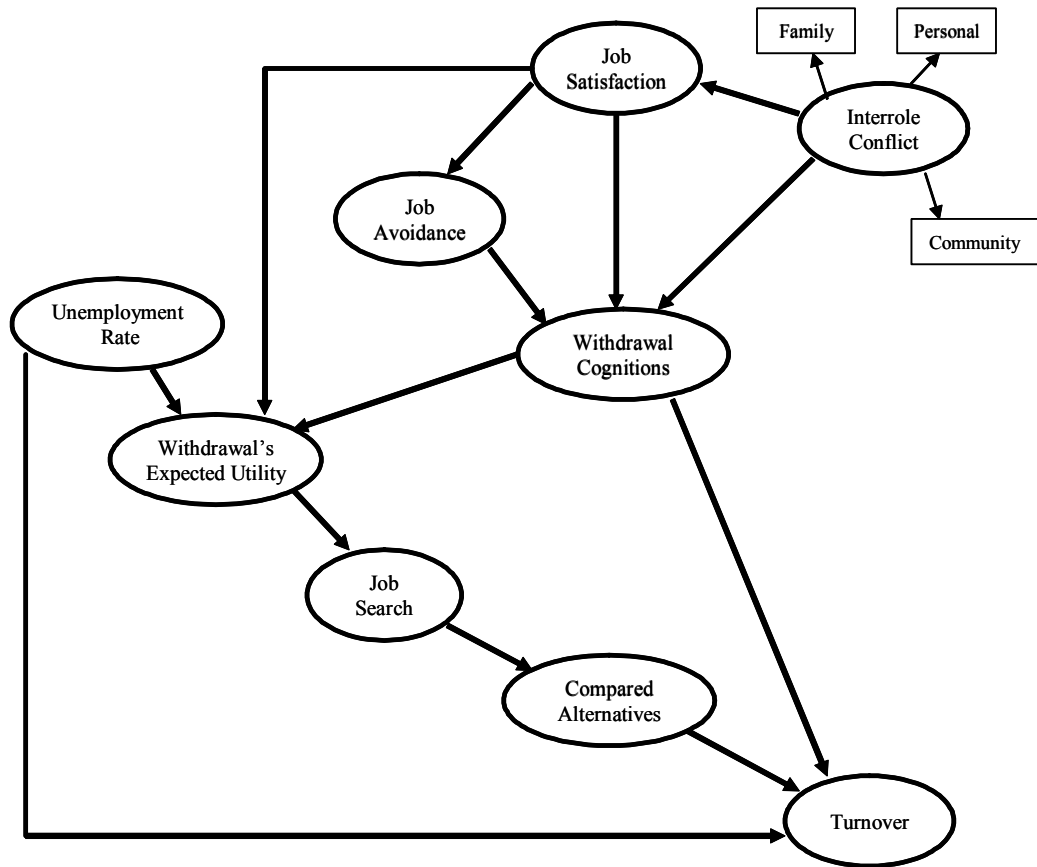 Family
Personal
Job
Satisfaction
Interrole
Conflict
Job
Avoidance
Community
Unemployment
Rate
Withdrawal
Cognitions
Withdrawal’s
Expected Utility
Job
Search
Compared
Alternatives
Turnover